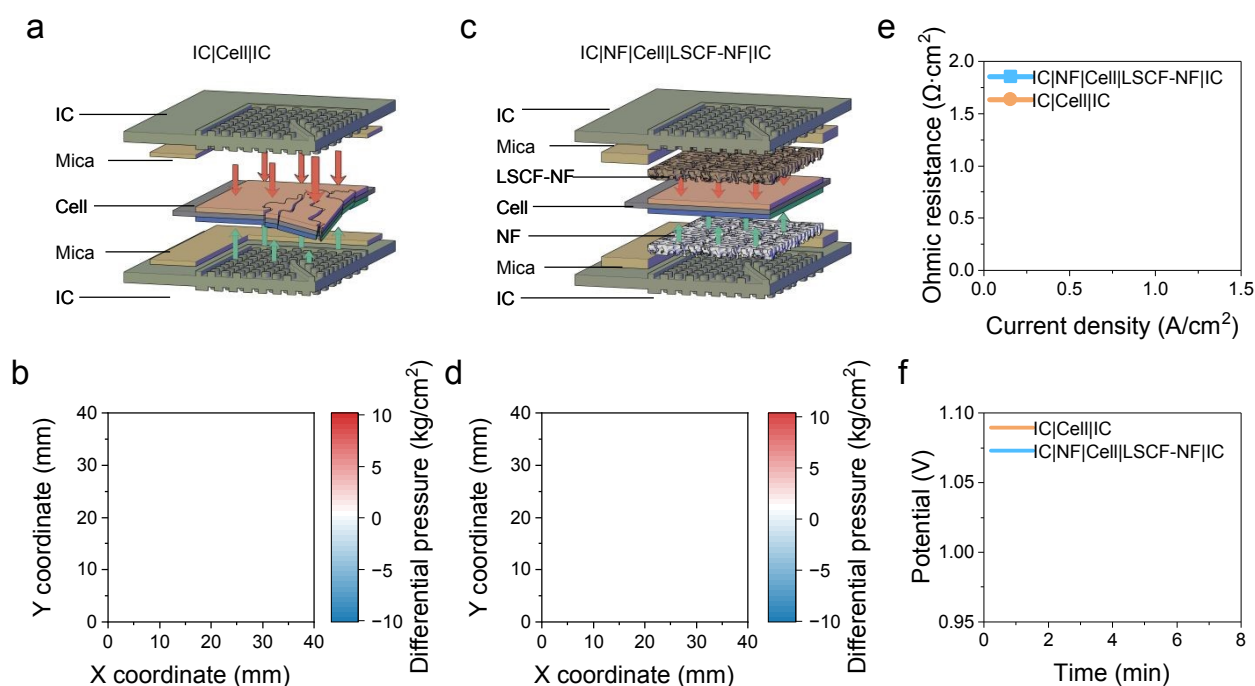 a
IC|Cell|IC
IC
Mica
Cell
Mica
IC
c
IC|NF|Cell|LSCF-NF|IC
IC
Mica
LSCF-NF
Cell
NF
Mica
IC
e
Ohmic resistance (Ω·cm²)
2.0
1.5
1.0
0.5
0.0
IC|NF|Cell|LSCF-NF|IC
IC|Cell|IC
0.0 0.5 1.0 1.5
Current density (A/cm²)
b
Y coordinate (mm)
40
30
20
10
0
0 10 20 30 40
X coordinate (mm)
10
5
0
−5
−10
Differential pressure (kg/cm²)
d
Y coordinate (mm)
40
30
20
10
0
0 10 20 30 40
X coordinate (mm)
10
5
0
−5
−10
Differential pressure (kg/cm²)
f
Potential (V)
1.10
1.05
1.00
0.95
IC|Cell|IC
IC|NF|Cell|LSCF-NF|IC
0 2 4 6 8
Time (min)